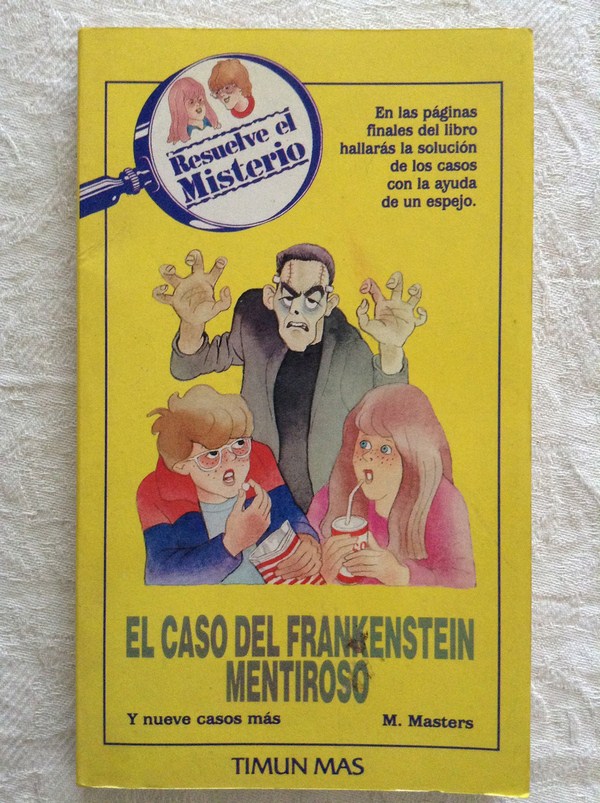 Resuelve el
Misterio
En las páginas
finales del libro
hallarás la solución
de los casos
con la ayuda
de un espejo.
EL CASO DEL FRANKENSTEIN
MENTIROSO
Y nueve casos más
M. Masters
TIMUN MAS